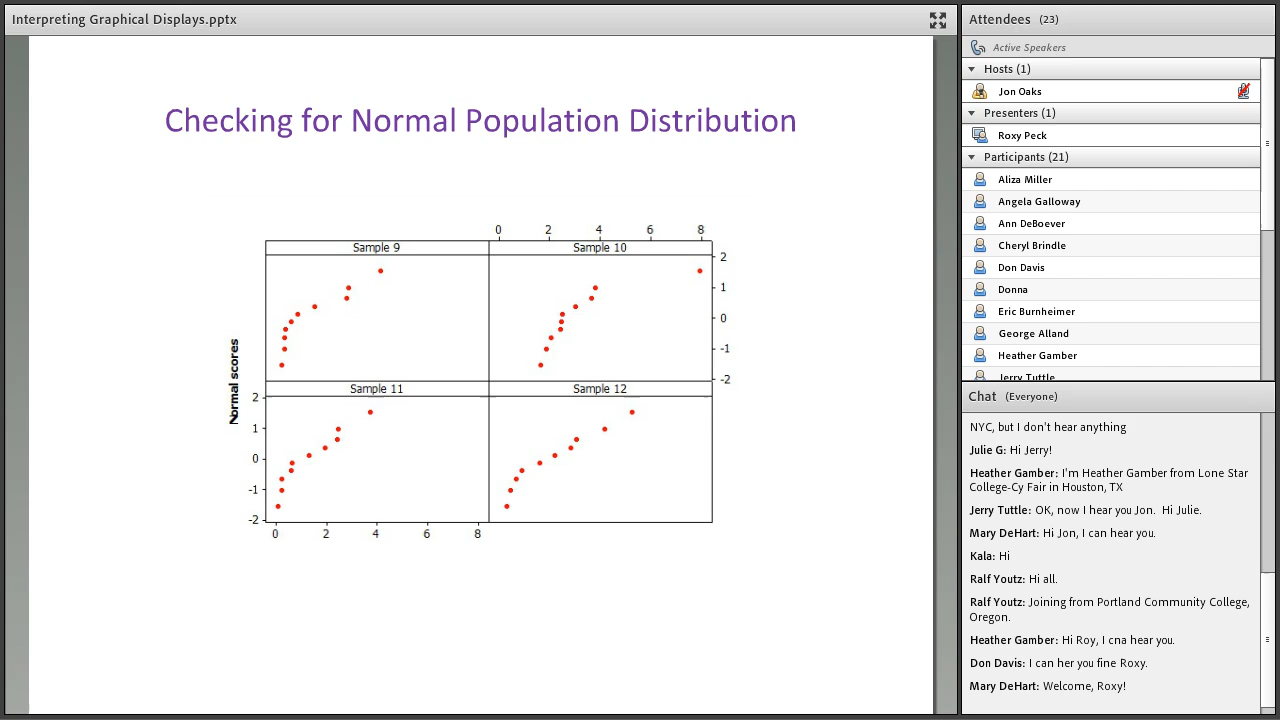 Interpreting Graphical Displays.pptx
Checking for Normal Population Distribution
0 2 4 6 8
Sample 9 Sample 10
2
1
0
-1
-2
Normal scores
Sample 11 Sample 12
2
1
0
-1
-2
0 2 4 6 8
Attendees (23)
Active Speakers
Hosts (1)
Jon Oaks
Presenters (1)
Roxy Peck
Participants (21)
Aliza Miller
Angela Galloway
Ann DeBoever
Cheryl Brindle
Don Davis
Donna
Eric Burnheimer
George Alland
Heather Gamber
Jerry Tuttle
Chat (Everyone)
NYC, but I don't hear anything
Julie G: Hi Jerry!
Heather Gamber: I'm Heather Gamber from Lone Star
College-Cy Fair in Houston, TX
Jerry Tuttle: OK, now I hear you Jon. Hi Julie.
Mary DeHart: Hi Jon, I can hear you.
Kala: Hi
Ralf Youtz: Hi all.
Ralf Youtz: Joining from Portland Community College,
Oregon.
Heather Gamber: Hi Roy, I cna hear you.
Don Davis: I can her you fine Roxy.
Mary DeHart: Welcome, Roxy!